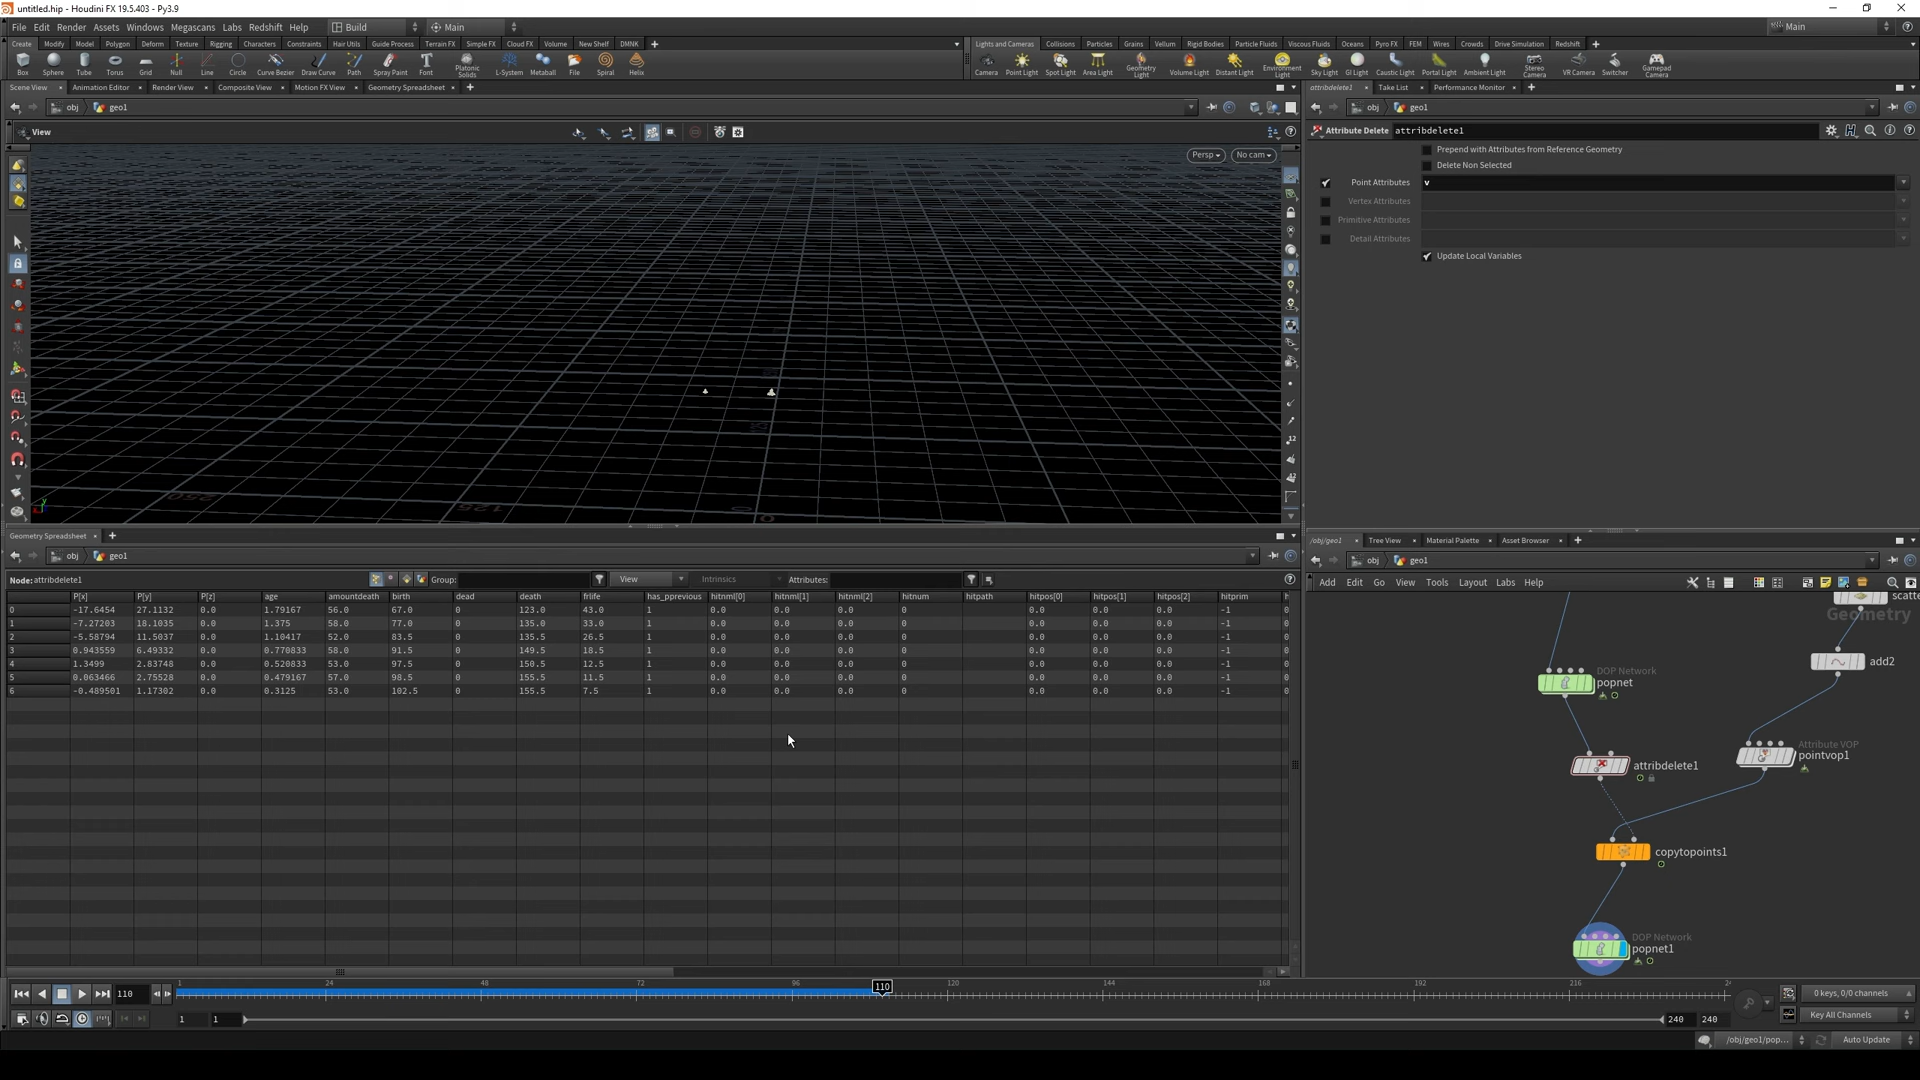 untitled.hip - Houdini FX 19.5.403 - Py3.9
File Edit Render Assets Windows Megascans Labs Redshift Help Build Main Main
Create Modify Model Polygon Deform Texture Rigging Characters Constraints Hair Utils Guide Process Terrain FX Simple FX Cloud FX Volume New Shelf DMNK
Lights and Cameras Collisions Particles Grains Vellum Rigid Bodies Particle Fluids Viscous Fluids Oceans Pyro FX FEM Wires Crowds Drive Simulation Redshift
Box Sphere Tube Torus Grid Null Line Circle Curve Bezier Draw Curve Path Spray Paint Font Platonic Solids L-System Metaball File Spiral Helix
Camera Point Light Spot Light Area Light Geometry Light Volume Light Distant Light Environment Light Sky Light GI Light Caustic Light Portal Light Ambient Light Stereo Camera VR Camera Switcher Gamepad Camera
Scene View Animation Editor Render View Composite View Motion FX View Geometry Spreadsheet
attribdelete1 Take List Performance Monitor
obj geo1
obj geo1
View
Attribute Delete attribdelete1
Persp No cam
Prepend with Attributes from Reference Geometry
Delete Non Selected
Point Attributes v
Vertex Attributes
Primitive Attributes
Detail Attributes
Update Local Variables
250
125
0
Geometry Spreadsheet
obj geo1
Node: attribdelete1 Group: View Intrinsics Attributes:
P[x] P[y] P[z] age amountdeath birth dead death frlife has_pprevious hitnml[0] hitnml[1] hitnml[2] hitnum hitpath hitpos[0] hitpos[1] hitpos[2] hitprim h
0 -17.6454 27.1132 0.0 1.79167 56.0 67.0 0 123.0 43.0 1 0.0 0.0 0.0 0 0.0 0.0 0.0 -1 0
1 -7.27203 18.1035 0.0 1.375 58.0 77.0 0 135.0 33.0 1 0.0 0.0 0.0 0 0.0 0.0 0.0 -1 0
2 -5.58794 11.5037 0.0 1.10417 52.0 83.5 0 135.5 26.5 1 0.0 0.0 0.0 0 0.0 0.0 0.0 -1 0
3 0.943559 6.49332 0.0 0.770833 58.0 91.5 0 149.5 18.5 1 0.0 0.0 0.0 0 0.0 0.0 0.0 -1 0
4 1.3499 2.83748 0.0 0.520833 53.0 97.5 0 150.5 12.5 1 0.0 0.0 0.0 0 0.0 0.0 0.0 -1 0
5 0.063466 2.75528 0.0 0.479167 57.0 98.5 0 155.5 11.5 1 0.0 0.0 0.0 0 0.0 0.0 0.0 -1 0
6 -0.489501 1.17302 0.0 0.3125 53.0 102.5 0 155.5 7.5 1 0.0 0.0 0.0 0 0.0 0.0 0.0 -1 0
/obj/geo1 Tree View Material Palette Asset Browser
obj geo1
Add Edit Go View Tools Layout Labs Help
scatte
Geometry
add2
DOP Network
popnet
Attribute VOP
pointvop1
attribdelete1
copytopoints1
DOP Network
popnet1
110 1 24 48 72 96 110 120 144 168 192 216 24
0 keys, 0/0 channels
1 1 240 240
Key All Channels
/obj/geo1/pop... Auto Update